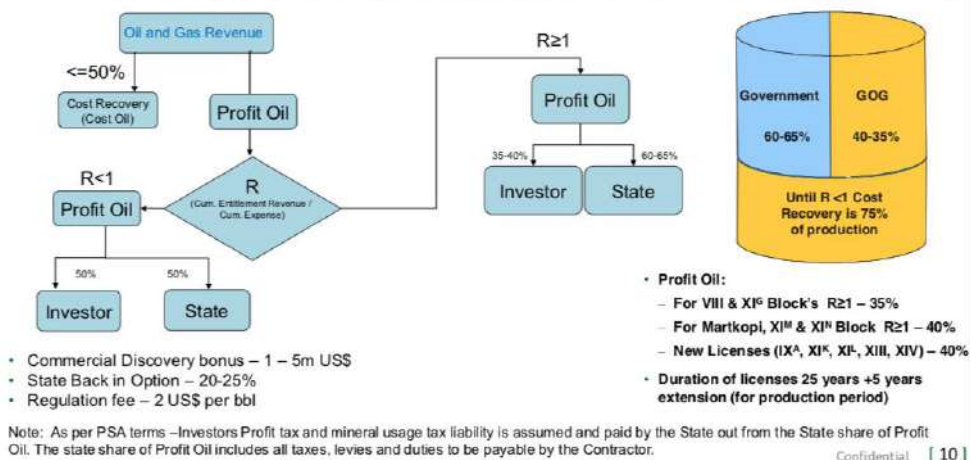 Oil and Gas Revenue
<=50%
Cost Recovery
(Cost Oil)
Profit Oil
R<1
Profit Oil
R
(Cum. Entitlement Revenue /
Cum. Expense)
50%
50%
Investor
State
R≥1
Profit Oil
35-40%
60-65%
Investor
State
Government
60-65%
GOG
40-35%
Until R <1 Cost
Recovery is 75%
of production
• Commercial Discovery bonus – 1 – 5m US$
• State Back in Option – 20-25%
• Regulation fee – 2 US$ per bbl
• Profit Oil:
– For VIII & XIᴳ Block's R≥1 – 35%
– For Martkopi, XIᴹ & XIᴺ Block R≥1 – 40%
– New Licenses (IXᴬ, XIᴷ, XIᴸ, XIII, XIV) – 40%
• Duration of licenses 25 years +5 years
extension (for production period)
Note: As per PSA terms –Investors Profit tax and mineral usage tax liability is assumed and paid by the State out from the State share of Profit
Oil. The state share of Profit Oil includes all taxes, levies and duties to be payable by the Contractor.
Confidential [ 10 ]